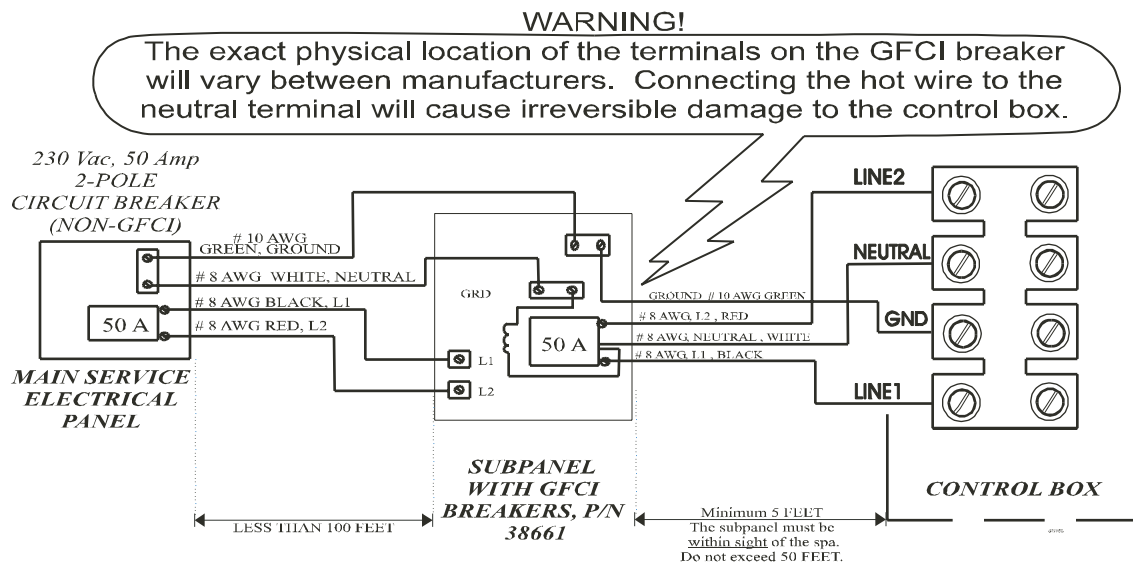 WARNING!
The exact physical location of the terminals on the GFCI breaker
will vary between manufacturers. Connecting the hot wire to the
neutral terminal will cause irreversible damage to the control box.
230 Vac, 50 Amp
2-POLE
CIRCUIT BREAKER
(NON-GFCI)
# 10 AWG
GREEN, GROUND
# 8 AWG WHITE, NEUTRAL
# 8 AWG BLACK, L1
# 8 AWG RED, L2
50 A
MAIN SERVICE
ELECTRICAL
PANEL
GRD
50 A
L1
L2
GROUND # 10 AWG GREEN
# 8 AWG, L2 , RED
# 8 AWG, NEUTRAL , WHITE
# 8 AWG, L1 , BLACK
LINE2
NEUTRAL
GND
LINE1
SUBPANEL
WITH GFCI
BREAKERS, P/N
38661
CONTROL BOX
LESS THAN 100 FEET
Minimum 5 FEET
The subpanel must be
within sight of the spa.
Do not exceed 50 FEET.